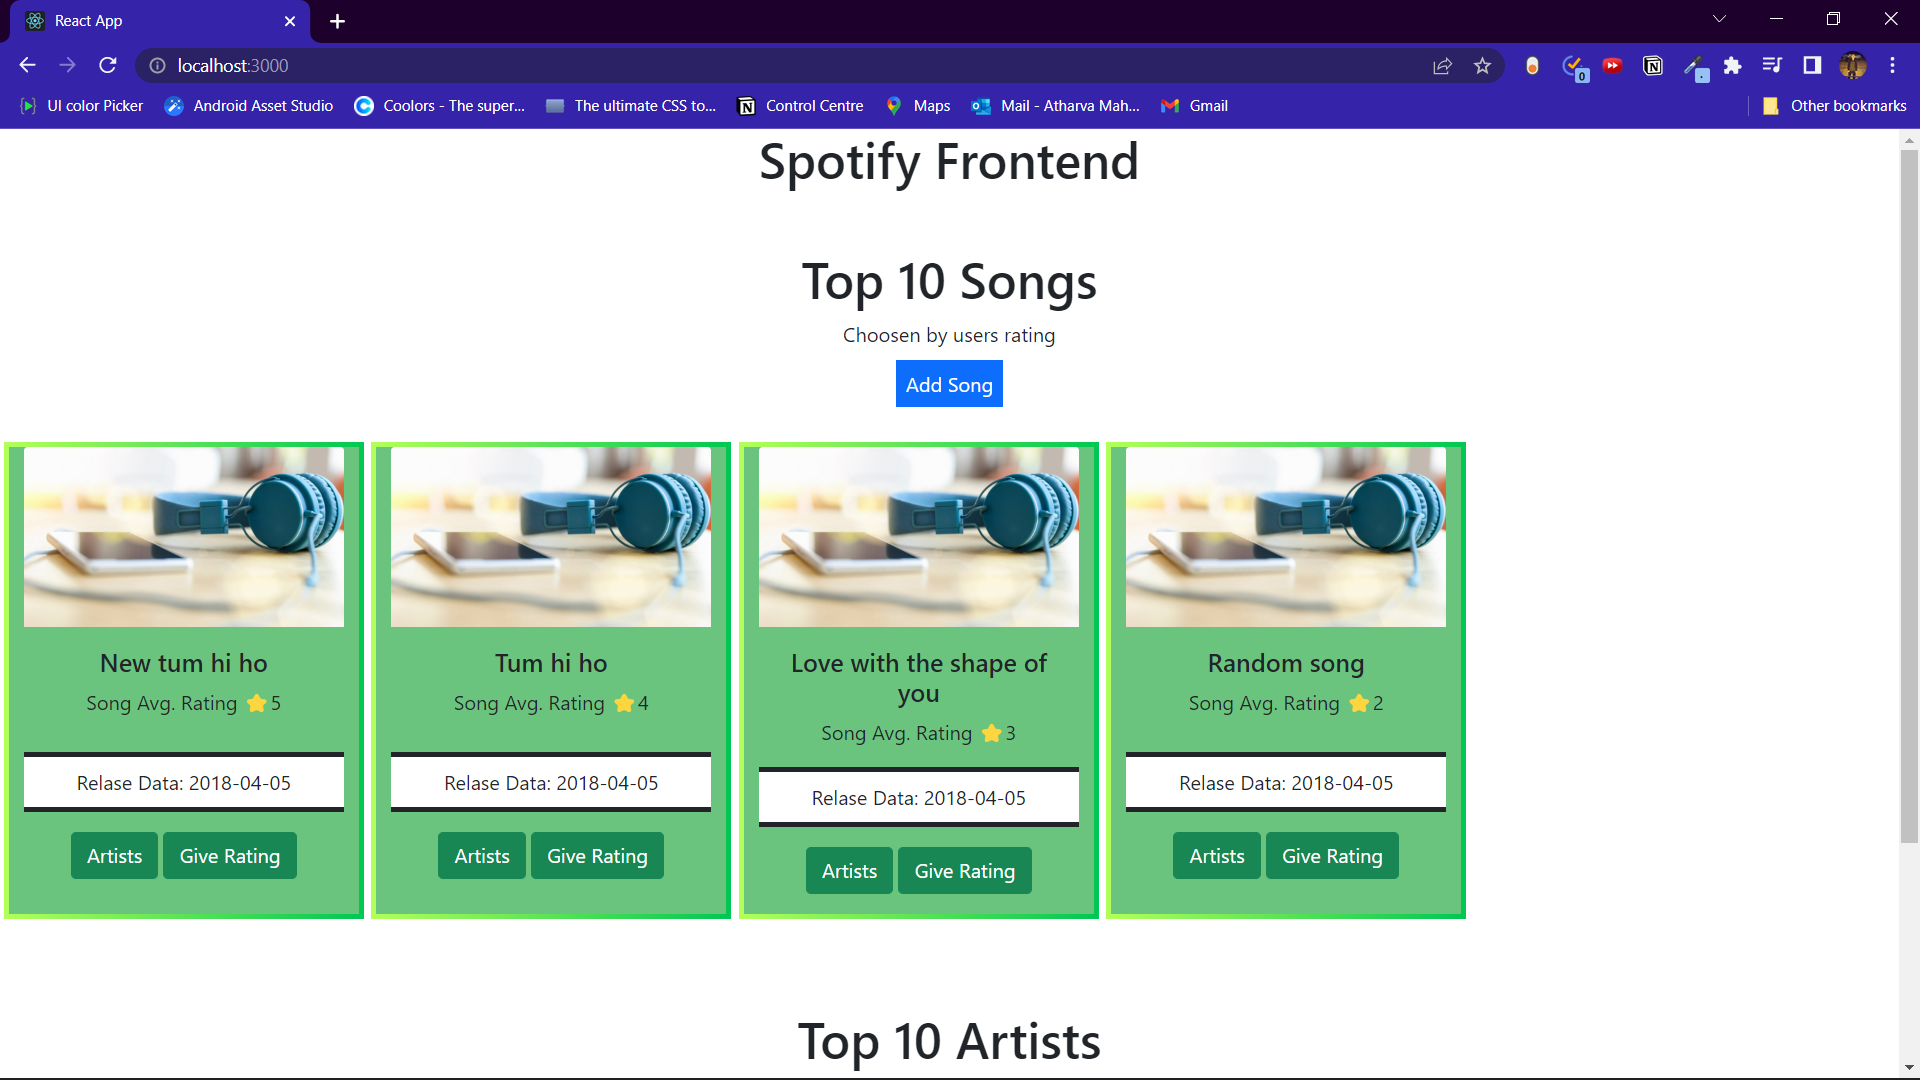 React App
localhost:3000
0
UI color Picker
Android Asset Studio
Coolors - The super...
The ultimate CSS to...
Control Centre
Maps
Mail - Atharva Mah...
Gmail
Other bookmarks
Spotify Frontend
Top 10 Songs
Choosen by users rating
Add Song
New tum hi ho
Song Avg. Rating ⭐5
Relase Data: 2018-04-05
Artists
Give Rating
Tum hi ho
Song Avg. Rating ⭐4
Relase Data: 2018-04-05
Artists
Give Rating
Love with the shape of
you
Song Avg. Rating ⭐3
Relase Data: 2018-04-05
Artists
Give Rating
Random song
Song Avg. Rating ⭐2
Relase Data: 2018-04-05
Artists
Give Rating
Top 10 Artists